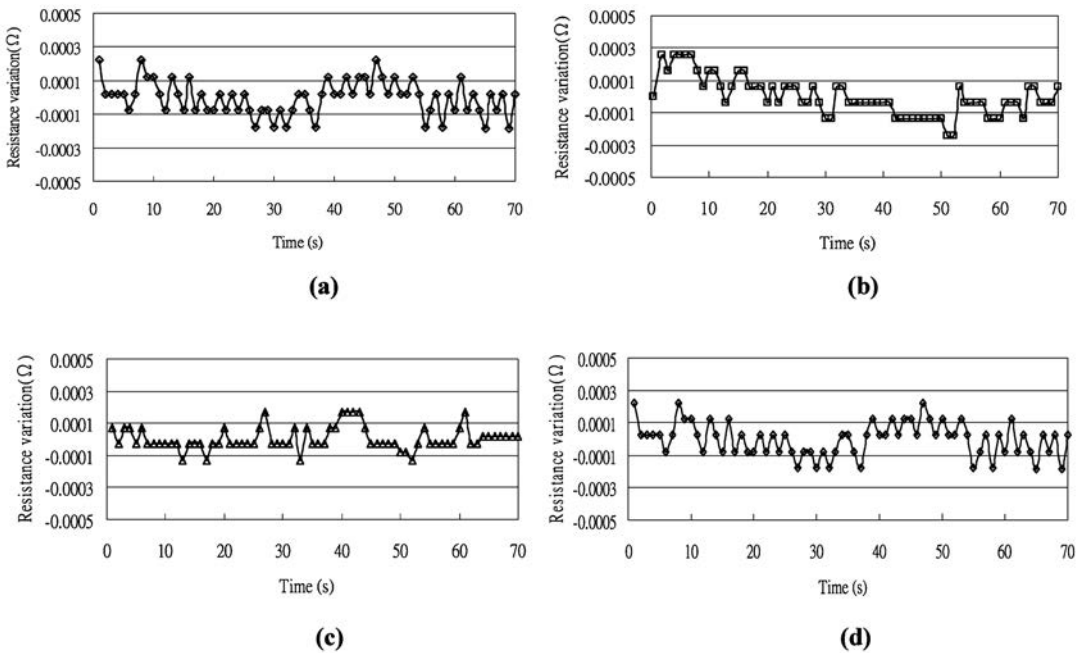 0.0005
0.0003
0.0001
-0.0001
-0.0003
-0.0005
Resistance variation(Ω)
0 10 20 30 40 50 60 70
Time (s)
(a)
0.0005
0.0003
0.0001
-0.0001
-0.0003
-0.0005
Resistance variation(Ω)
0 10 20 30 40 50 60 70
Time (s)
(b)
0.0005
0.0003
0.0001
-0.0001
-0.0003
-0.0005
Resistance variation(Ω)
0 10 20 30 40 50 60 70
Time (s)
(c)
0.0005
0.0003
0.0001
-0.0001
-0.0003
-0.0005
Resistance variation(Ω)
0 10 20 30 40 50 60 70
Time (s)
(d)